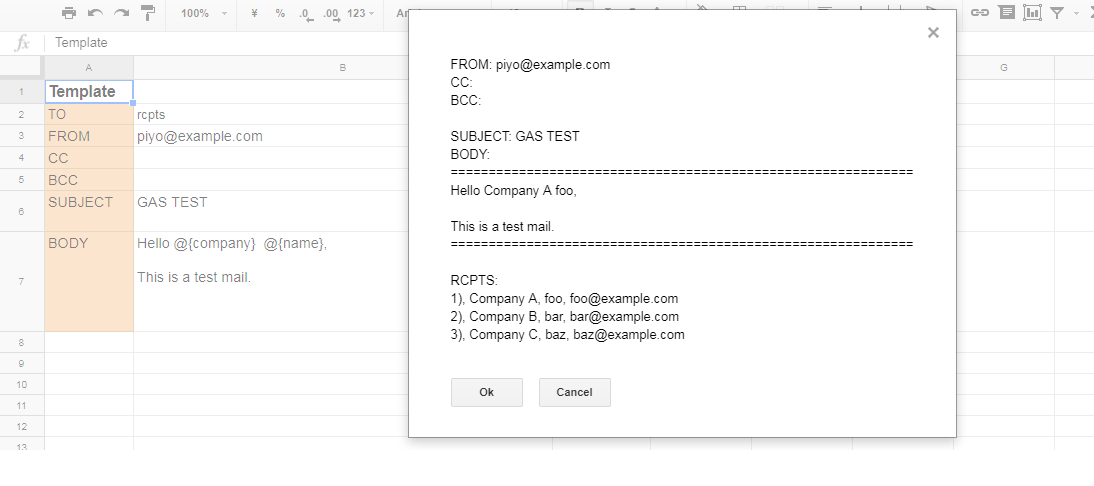 100% ¥ % .0 .00 123
fx Template
A B G
1 Template
2 TO rcpts
3 FROM piyo@example.com
4 CC
5 BCC
6 SUBJECT GAS TEST
7 BODY Hello @{company}  @{name},
This is a test mail.
8
9
10
11
12
13
×
FROM: piyo@example.com
CC:
BCC:
SUBJECT: GAS TEST
BODY:
=============================================================
Hello Company A foo,
This is a test mail.
=============================================================
RCPTS:
1), Company A, foo, foo@example.com
2), Company B, bar, bar@example.com
3), Company C, baz, baz@example.com
Ok Cancel